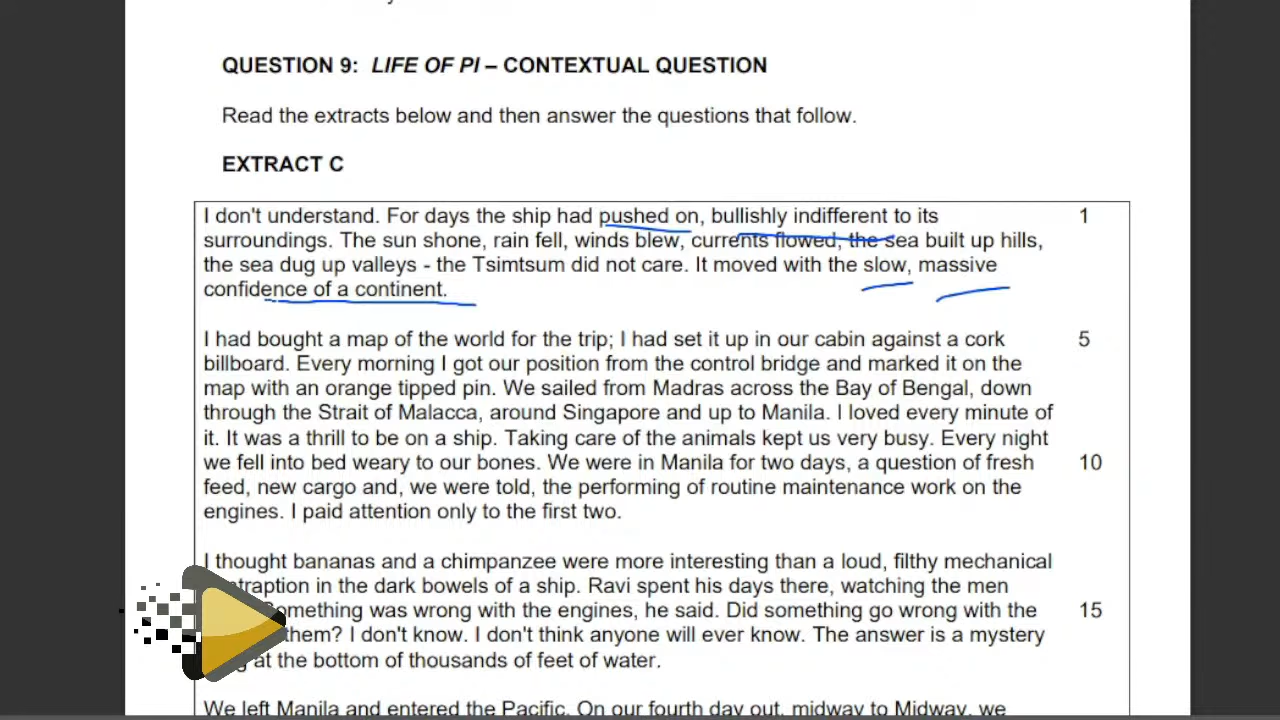 QUESTION 9: LIFE OF PI – CONTEXTUAL QUESTION
Read the extracts below and then answer the questions that follow.
EXTRACT C
I don't understand. For days the ship had pushed on, bullishly indifferent to its 1
surroundings. The sun shone, rain fell, winds blew, currents flowed, the sea built up hills,
the sea dug up valleys - the Tsimtsum did not care. It moved with the slow, massive
confidence of a continent.
I had bought a map of the world for the trip; I had set it up in our cabin against a cork 5
billboard. Every morning I got our position from the control bridge and marked it on the
map with an orange tipped pin. We sailed from Madras across the Bay of Bengal, down
through the Strait of Malacca, around Singapore and up to Manila. I loved every minute of
it. It was a thrill to be on a ship. Taking care of the animals kept us very busy. Every night
we fell into bed weary to our bones. We were in Manila for two days, a question of fresh 10
feed, new cargo and, we were told, the performing of routine maintenance work on the
engines. I paid attention only to the first two.
I thought bananas and a chimpanzee were more interesting than a loud, filthy mechanical
in the dark bowels of a ship. Ravi spent his days there, watching the men
omething was wrong with the engines, he said. Did something go wrong with the 15
them? I don't know. I don't think anyone will ever know. The answer is a mystery
at the bottom of thousands of feet of water.
We left Manila and entered the Pacific. On our fourth day out, midway to Midway, we